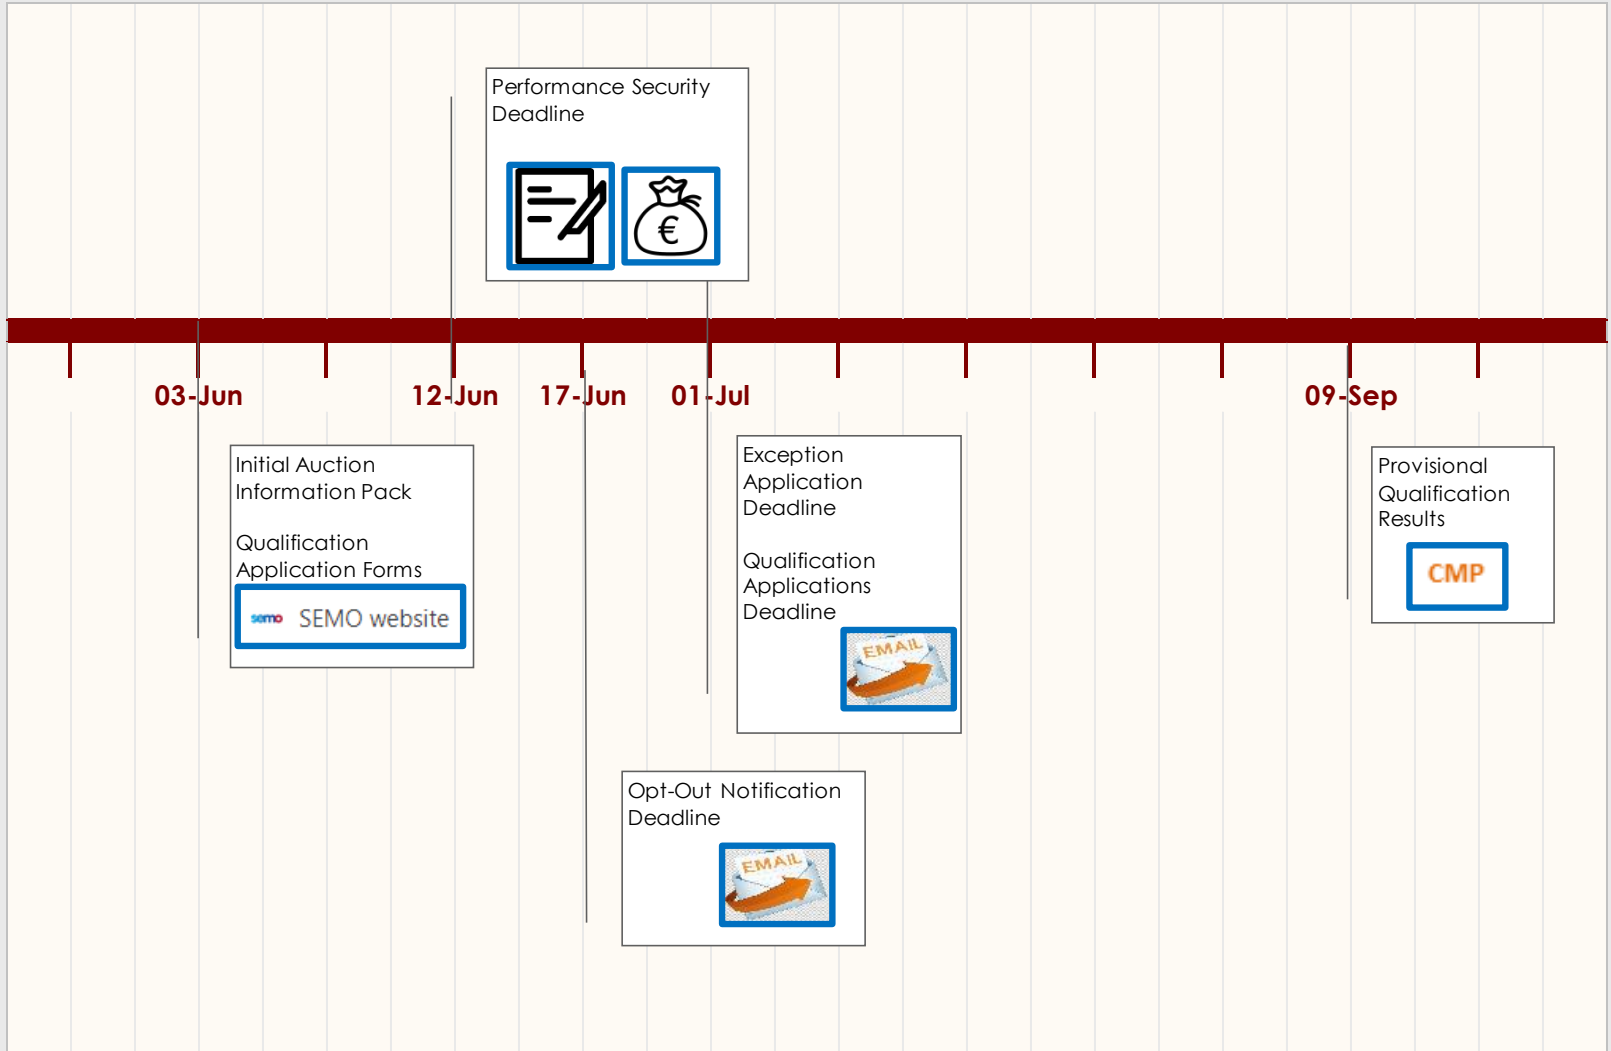 Performance Security
Deadline
€
03-Jun
12-Jun
17-Jun
01-Jul
09-Sep
Initial Auction
Information Pack
Qualification
Application Forms
semo SEMO website
Exception
Application
Deadline
Qualification
Applications
Deadline
EMAIL
Provisional
Qualification
Results
CMP
Opt-Out Notification
Deadline
EMAIL